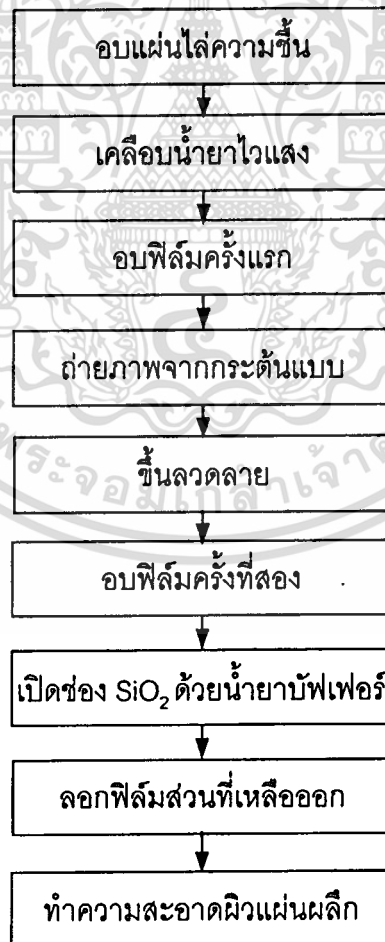 อบแผ่นไล่ความชื้น
เคลือบน้ำยาไวแสง
อบฟิล์มครั้งแรก
ถ่ายภาพจากกระต้นแบบ
ขึ้นลวดลาย
อบฟิล์มครั้งที่สอง
เปิดช่อง SiO₂ ด้วยน้ำยาบัฟเฟอร์
ลอกฟิล์มส่วนที่เหลือออก
ทำความสะอาดผิวแผ่นผลึก